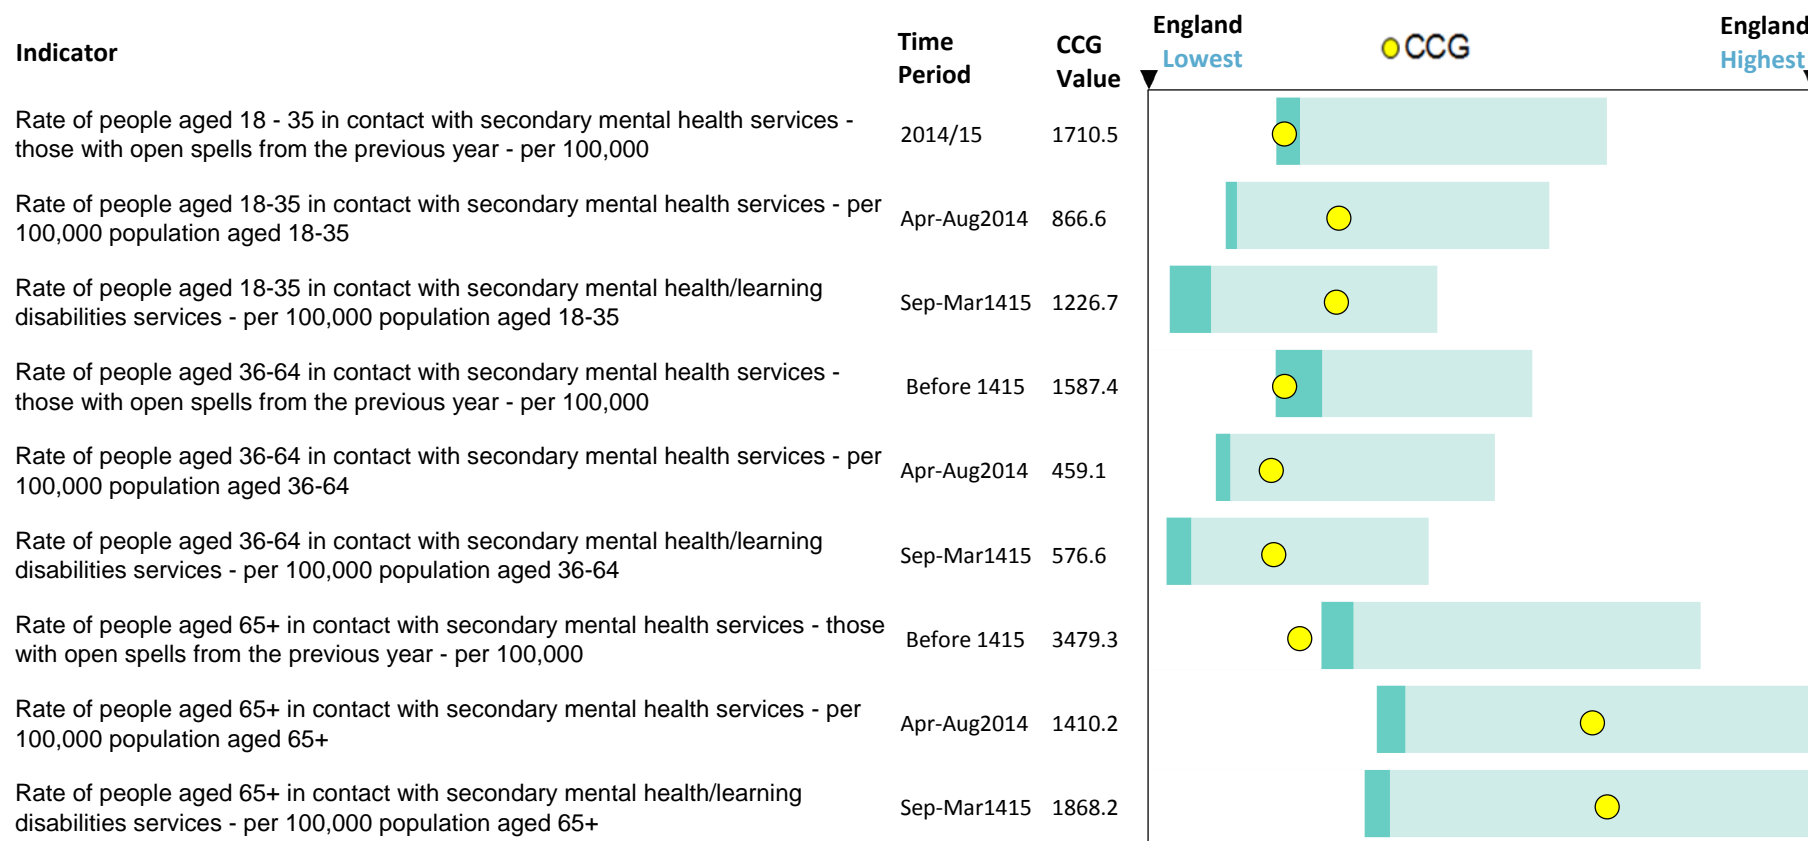 Indicator
Time
Period
CCG
Value
England
Lowest
CCG
England
Highest
Rate of people aged 18 - 35 in contact with secondary mental health services -
those with open spells from the previous year - per 100,000
2014/15 1710.5
Rate of people aged 18-35 in contact with secondary mental health services - per
100,000 population aged 18-35
Apr-Aug2014 866.6
Rate of people aged 18-35 in contact with secondary mental health/learning
disabilities services - per 100,000 population aged 18-35
Sep-Mar1415 1226.7
Rate of people aged 36-64 in contact with secondary mental health services -
those with open spells from the previous year - per 100,000
Before 1415 1587.4
Rate of people aged 36-64 in contact with secondary mental health services - per
100,000 population aged 36-64
Apr-Aug2014 459.1
Rate of people aged 36-64 in contact with secondary mental health/learning
disabilities services - per 100,000 population aged 36-64
Sep-Mar1415 576.6
Rate of people aged 65+ in contact with secondary mental health services - those
with open spells from the previous year - per 100,000
Before 1415 3479.3
Rate of people aged 65+ in contact with secondary mental health services - per
100,000 population aged 65+
Apr-Aug2014 1410.2
Rate of people aged 65+ in contact with secondary mental health/learning
disabilities services - per 100,000 population aged 65+
Sep-Mar1415 1868.2